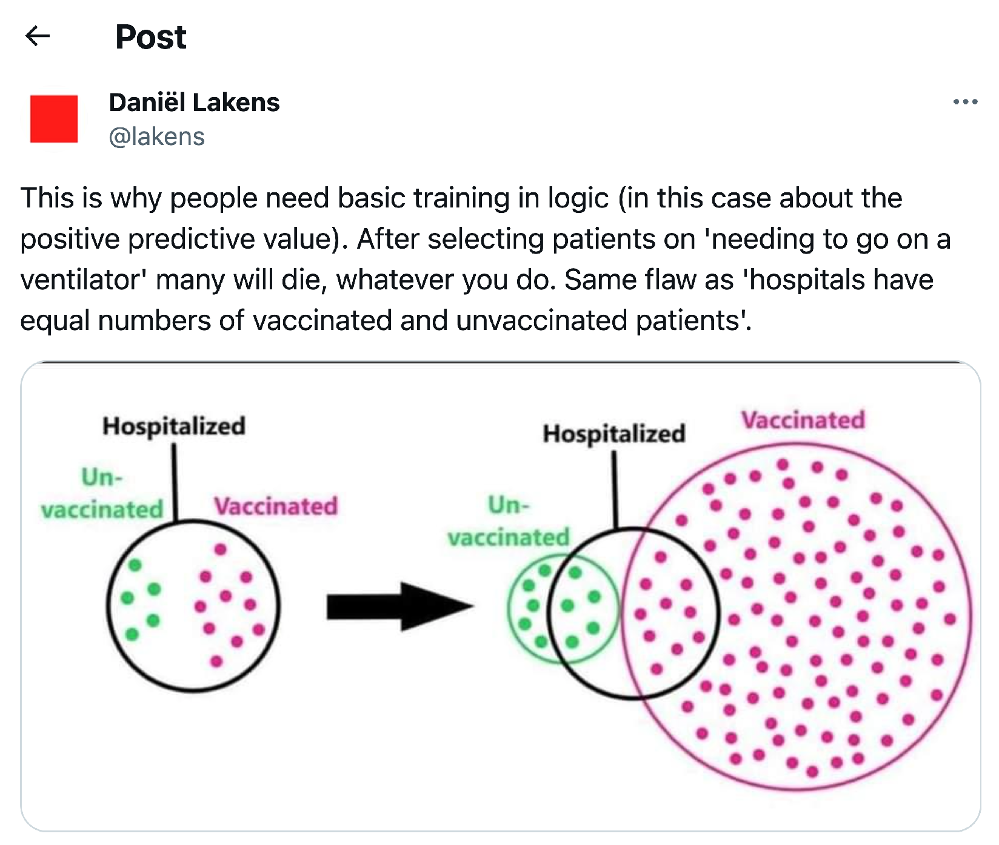 Post
Daniël Lakens
@lakens
This is why people need basic training in logic (in this case about the
positive predictive value). After selecting patients on 'needing to go on a
ventilator' many will die, whatever you do. Same flaw as 'hospitals have
equal numbers of vaccinated and unvaccinated patients'.
Hospitalized
Un-
vaccinated
Vaccinated
Hospitalized
Un-
vaccinated
Vaccinated